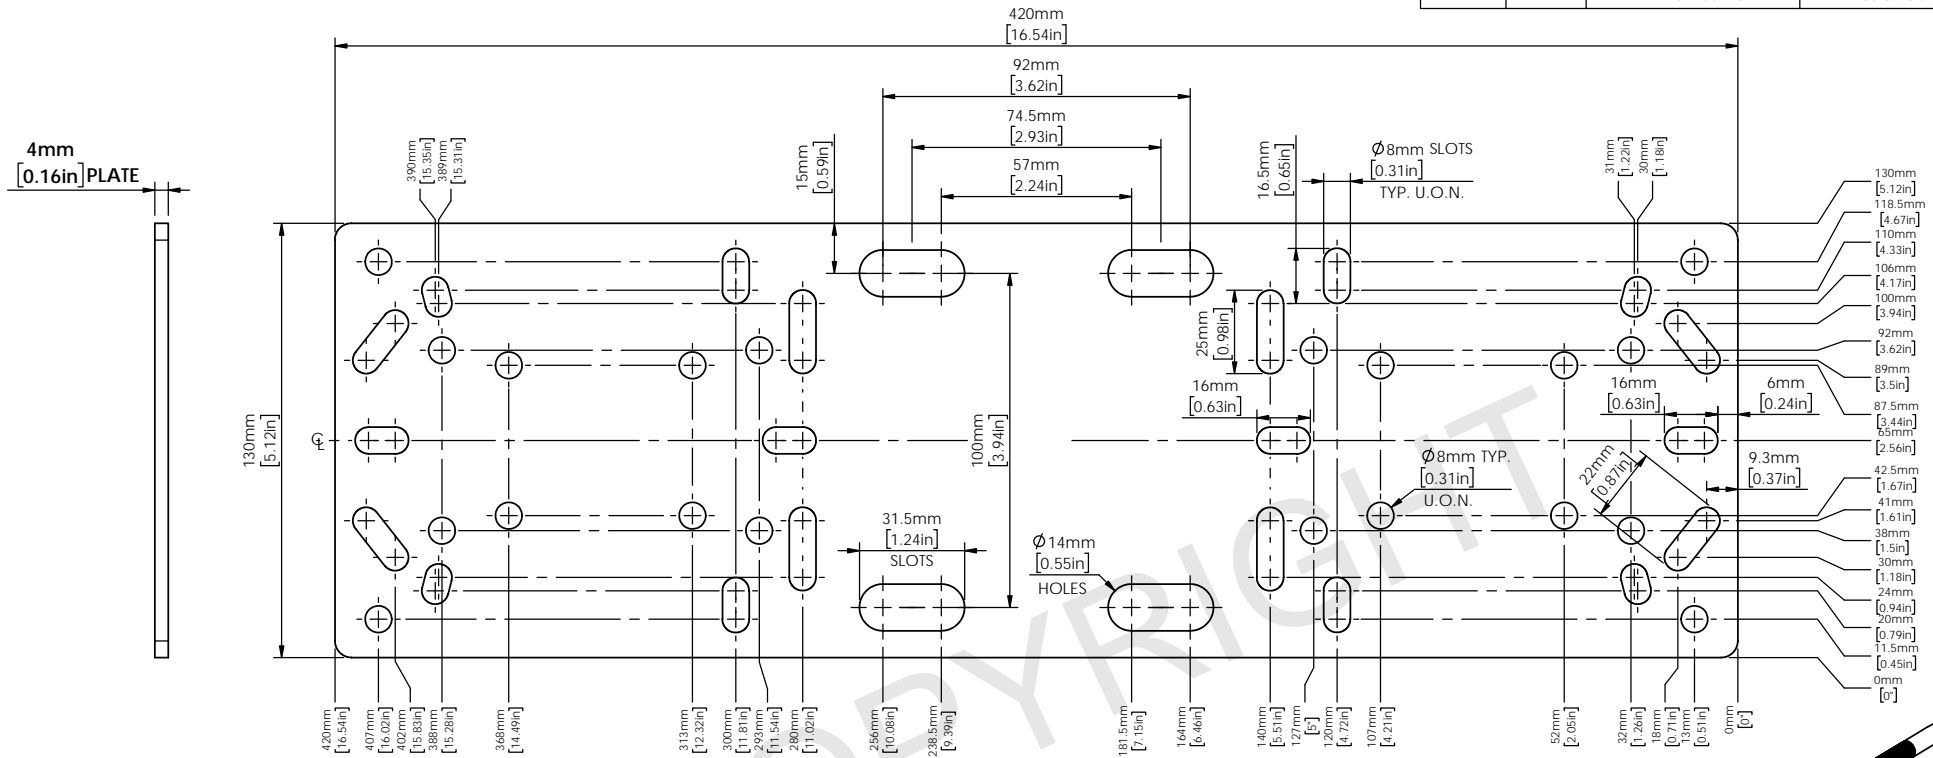 420mm
[16.54in]
92mm
[3.62in]
74.5mm
[2.93in]
57mm
[2.24in]
4mm
[0.16in] PLATE
390mm
[15.35in]
389mm
[15.31in]
15mm
[0.59in]
16.5mm
[0.65in]
Ø8mm SLOTS
[0.31in]
TYP. U.O.N.
31mm
[1.22in]
30mm
[1.18in]
130mm
[5.12in]
118.5mm
[4.67in]
110mm
[4.33in]
106mm
[4.17in]
100mm
[3.94in]
92mm
[3.62in]
89mm
[3.5in]
87.5mm
[3.44in]
65mm
[2.56in]
42.5mm
[1.67in]
41mm
[1.61in]
38mm
[1.5in]
30mm
[1.18in]
24mm
[0.94in]
20mm
[0.79in]
11.5mm
[0.45in]
0mm
[0"]
25mm
[0.98in]
16mm
[0.63in]
16mm
[0.63in]
6mm
[0.24in]
130mm
[5.12in]
CL
100mm
[3.94in]
Ø8mm TYP.
[0.31in]
U.O.N.
22mm
[0.87in]
9.3mm
[0.37in]
31.5mm
[1.24in]
SLOTS
Ø14mm
[0.55in]
HOLES
420mm
[16.54in]
407mm
[16.02in]
402mm
[15.83in]
388mm
[15.28in]
368mm
[14.49in]
313mm
[12.32in]
300mm
[11.81in]
293mm
[11.54in]
280mm
[11.02in]
256mm
[10.08in]
238.5mm
[9.39in]
181.5mm
[7.15in]
164mm
[6.46in]
140mm
[5.51in]
127mm
[5"]
120mm
[4.72in]
107mm
[4.21in]
52mm
[2.05in]
32mm
[1.26in]
18mm
[0.71in]
13mm
[0.51in]
0mm
[0"]
OPYRIGHT